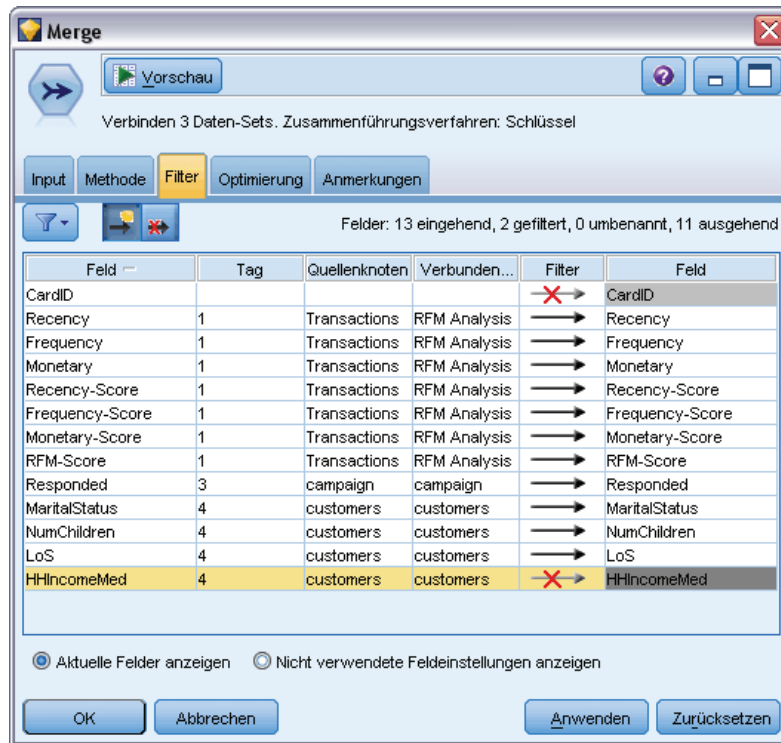 Merge
Vorschau
Verbinden 3 Daten-Sets. Zusammenführungsverfahren: Schlüssel
Input Methode Filter Optimierung Anmerkungen
Felder: 13 eingehend, 2 gefiltert, 0 umbenannt, 11 ausgehend
Feld Tag Quellenknoten Verbunden... Filter Feld
CardID CardID
Recency 1 Transactions RFM Analysis Recency
Frequency 1 Transactions RFM Analysis Frequency
Monetary 1 Transactions RFM Analysis Monetary
Recency-Score 1 Transactions RFM Analysis Recency-Score
Frequency-Score 1 Transactions RFM Analysis Frequency-Score
Monetary-Score 1 Transactions RFM Analysis Monetary-Score
RFM-Score 1 Transactions RFM Analysis RFM-Score
Responded 3 campaign campaign Responded
MaritalStatus 4 customers customers MaritalStatus
NumChildren 4 customers customers NumChildren
LoS 4 customers customers LoS
HHIncomeMed 4 customers customers HHIncomeMed
Aktuelle Felder anzeigen Nicht verwendete Feldeinstellungen anzeigen
OK Abbrechen Anwenden Zurücksetzen